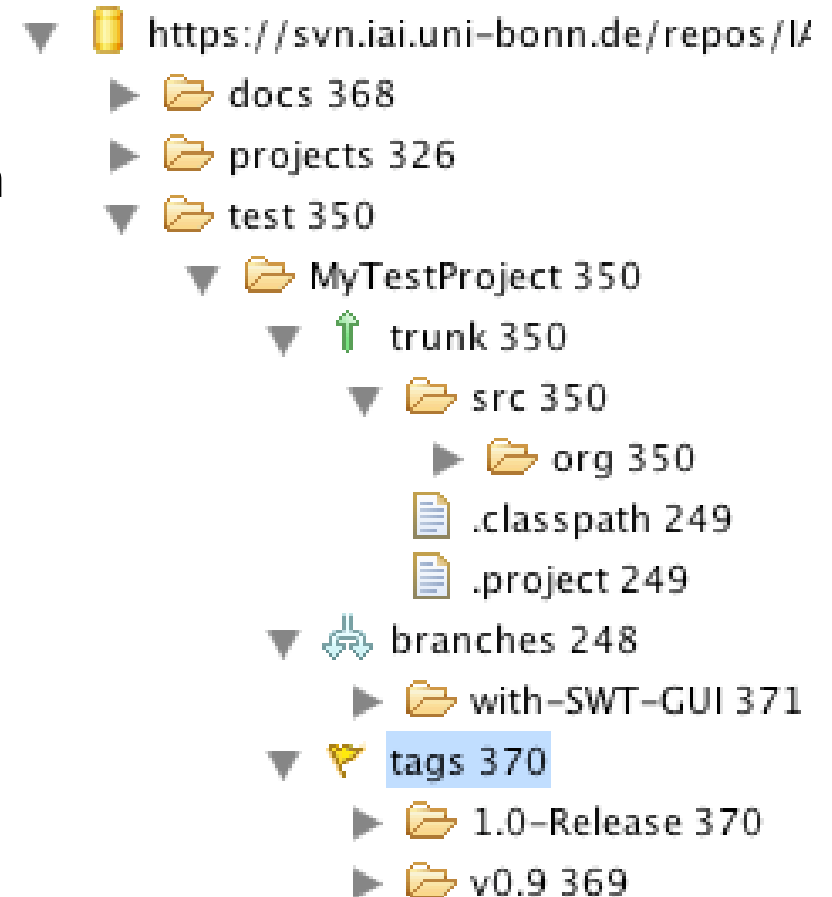 https://svn.iai.uni-bonn.de/repos/IA
docs 368
projects 326
test 350
MyTestProject 350
trunk 350
src 350
org 350
.classpath 249
.project 249
branches 248
with-SWT-GUI 371
tags 370
1.0-Release 370
v0.9 369